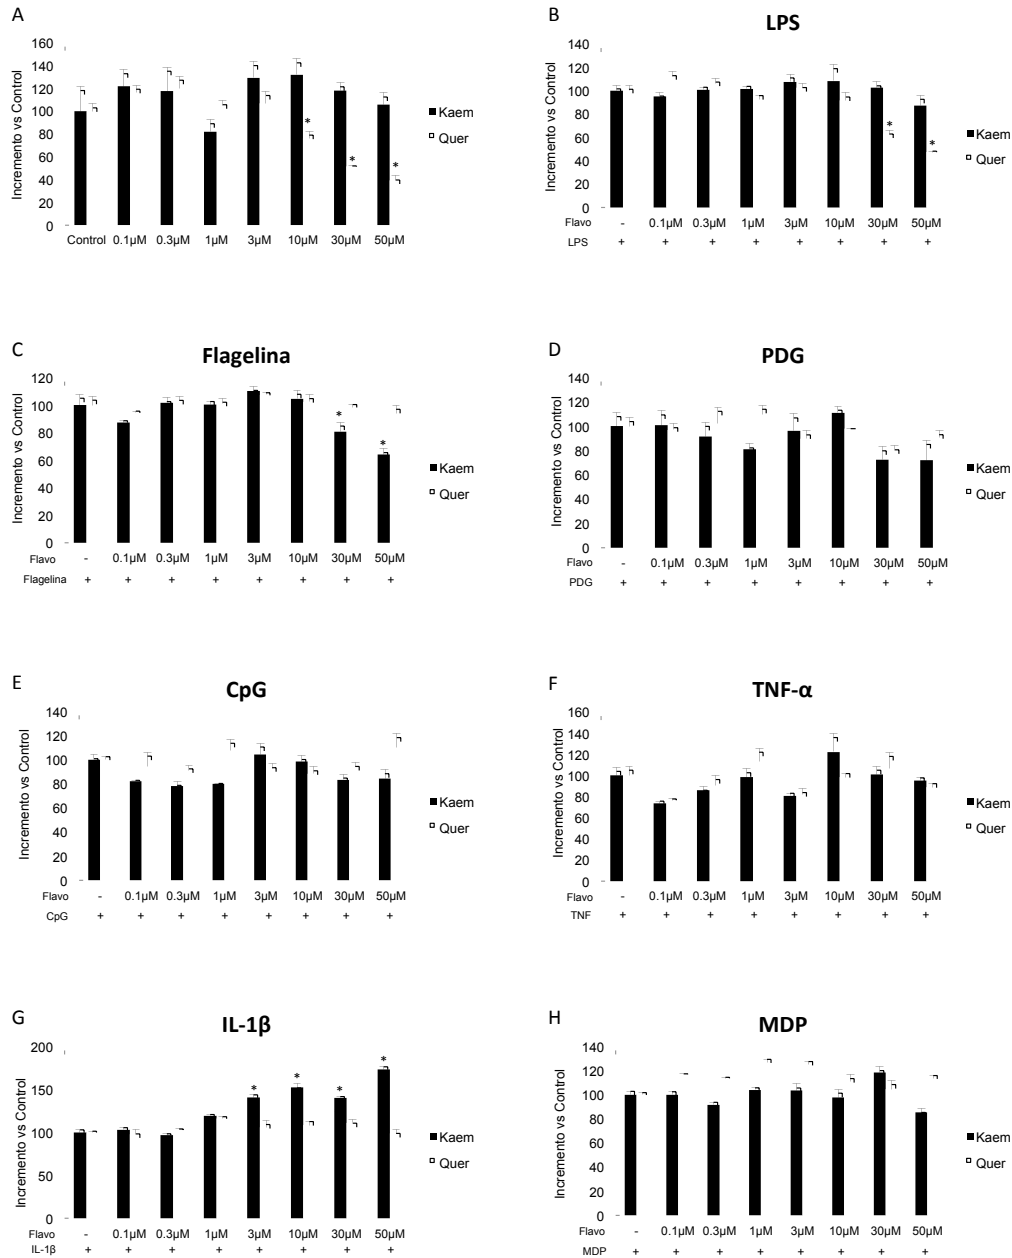 A
Incremento vs Control
160
140
120
100
80
60
40
20
0
* * *
Control 0.1µM 0.3µM 1µM 3µM 10µM 30µM 50µM
Kaem
Quer
B
LPS
Incremento vs Control
140
120
100
80
60
40
20
0
* *
Flavo - 0.1µM 0.3µM 1µM 3µM 10µM 30µM 50µM
LPS + + + + + + + +
Kaem
Quer
C
Flagelina
Incremento vs Control
120
100
80
60
40
20
0
* *
Flavo - 0.1µM 0.3µM 1µM 3µM 10µM 30µM 50µM
Flagelina + + + + + + + +
Kaem
Quer
D
PDG
Incremento vs Control
140
120
100
80
60
40
20
0
Flavo - 0.1µM 0.3µM 1µM 3µM 10µM 30µM 50µM
PDG + + + + + + + +
Kaem
Quer
E
CpG
Incremento vs Control
140
120
100
80
60
40
20
0
Flavo - 0.1µM 0.3µM 1µM 3µM 10µM 30µM 50µM
CpG + + + + + + + +
Kaem
Quer
F
TNF-α
Incremento vs Control
160
140
120
100
80
60
40
20
0
Flavo - 0.1µM 0.3µM 1µM 3µM 10µM 30µM 50µM
TNF + + + + + + + +
Kaem
Quer
G
IL-1β
Incremento vs Control
200
150
100
50
0
* * * *
Flavo - 0.1µM 0.3µM 1µM 3µM 10µM 30µM 50µM
IL-1β + + + + + + + +
Kaem
Quer
H
MDP
Incremento vs Control
140
120
100
80
60
40
20
0
Flavo - 0.1µM 0.3µM 1µM 3µM 10µM 30µM 50µM
MDP + + + + + + + +
Kaem
Quer